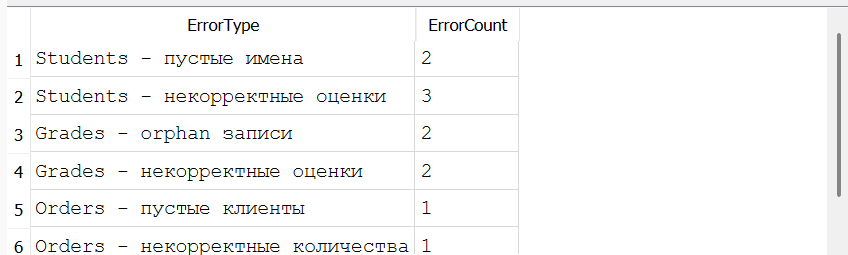 ErrorType ErrorCount
1 Students - пустые имена 2
2 Students - некорректные оценки 3
3 Grades - orphan записи 2
4 Grades - некорректные оценки 2
5 Orders - пустые клиенты 1
6 Orders - некорректные количества 1